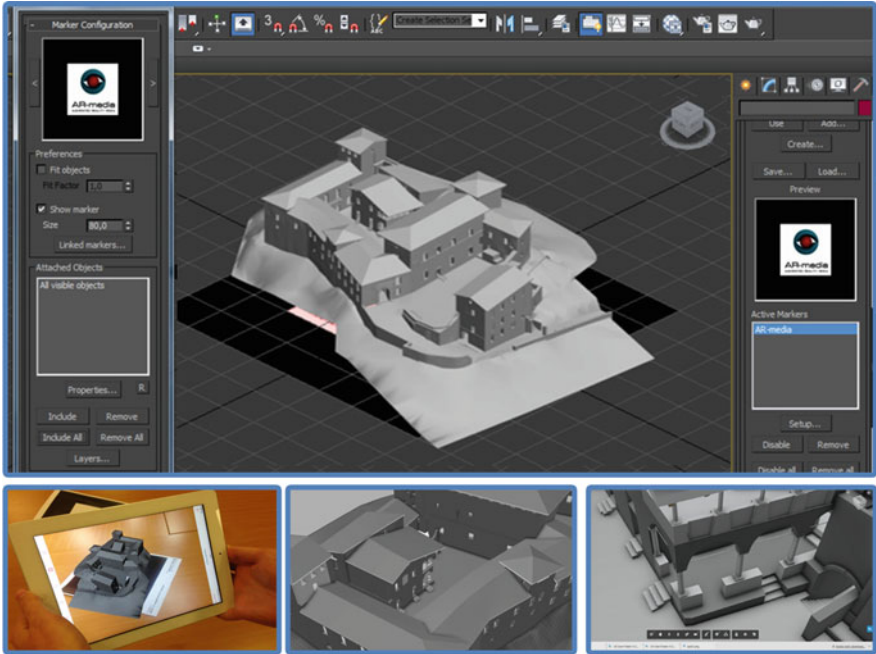 Marker Configuration
AR-media
Preferences
Fit objects
Fit Factor 1,0
Show marker
Size 80,0
Linked markers...
Attached Objects
All visible objects
Properties... R
Include Remove
Include All Remove All
Layers...
3
%
Create Selection Se
Use Add...
Create...
Save... Load...
Preview
AR-media
Active Markers
AR-media
Setup...
Disable Remove
Disable all Remove all